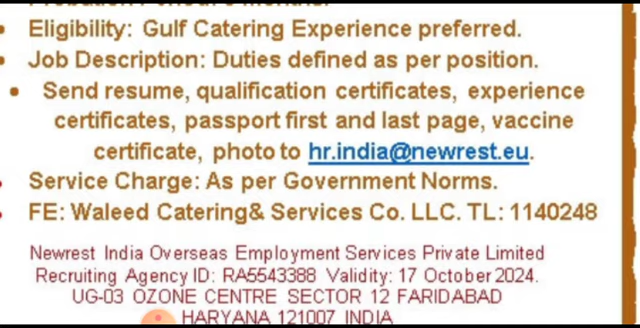 Eligibility: Gulf Catering Experience preferred.
Job Description: Duties defined as per position.
Send resume, qualification certificates, experience
certificates, passport first and last page, vaccine
certificate, photo to hr.india@newrest.eu.
Service Charge: As per Government Norms.
FE: Waleed Catering& Services Co. LLC. TL: 1140248
Newrest India Overseas Employment Services Private Limited
Recruiting Agency ID: RA5543388 Validity: 17 October 2024.
UG-03 OZONE CENTRE SECTOR 12 FARIDABAD
HARYANA 121007 INDIA